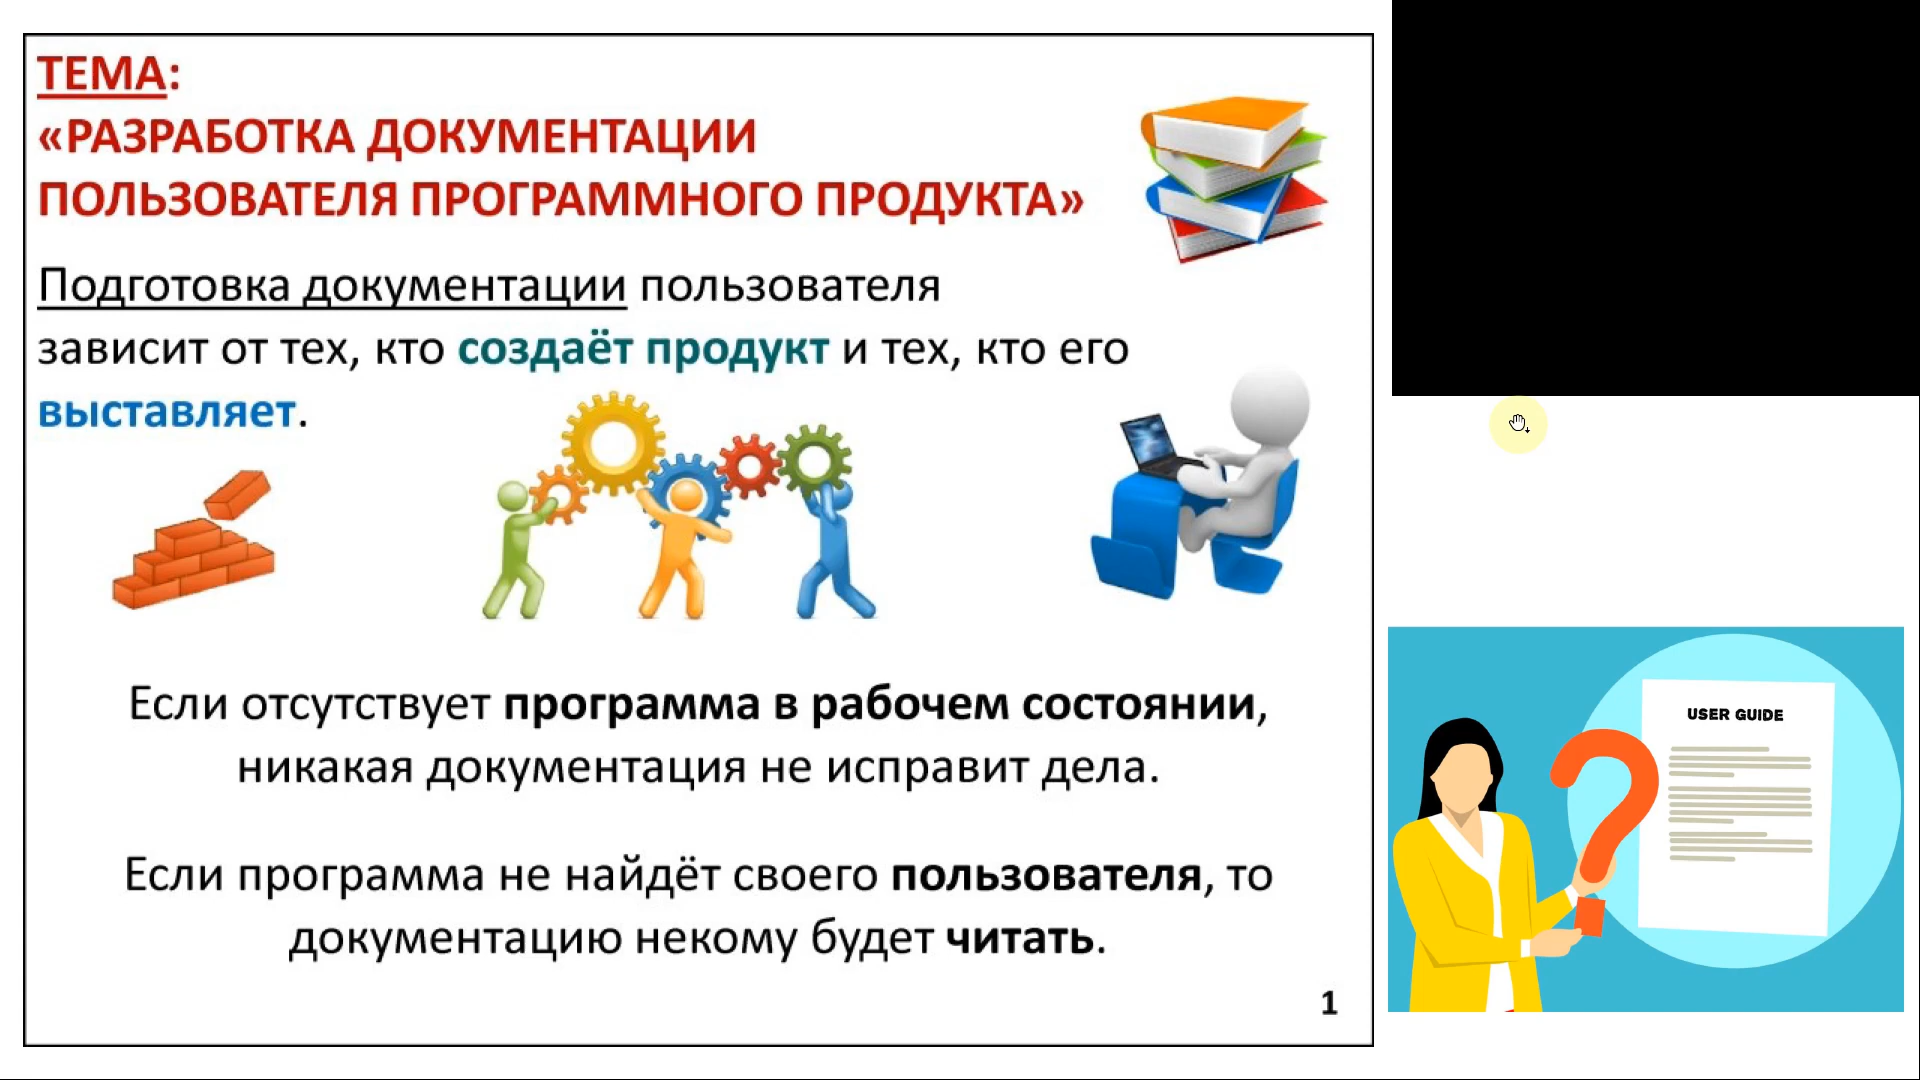 ТЕМА:
«РАЗРАБОТКА ДОКУМЕНТАЦИИ
ПОЛЬЗОВАТЕЛЯ ПРОГРАММНОГО ПРОДУКТА»
Подготовка документации пользователя
зависит от тех, кто создаёт продукт и тех, кто его
выставляет.
Если отсутствует программа в рабочем состоянии,
никакая документация не исправит дела.
Если программа не найдёт своего пользователя, то
документацию некому будет читать.
1
USER GUIDE